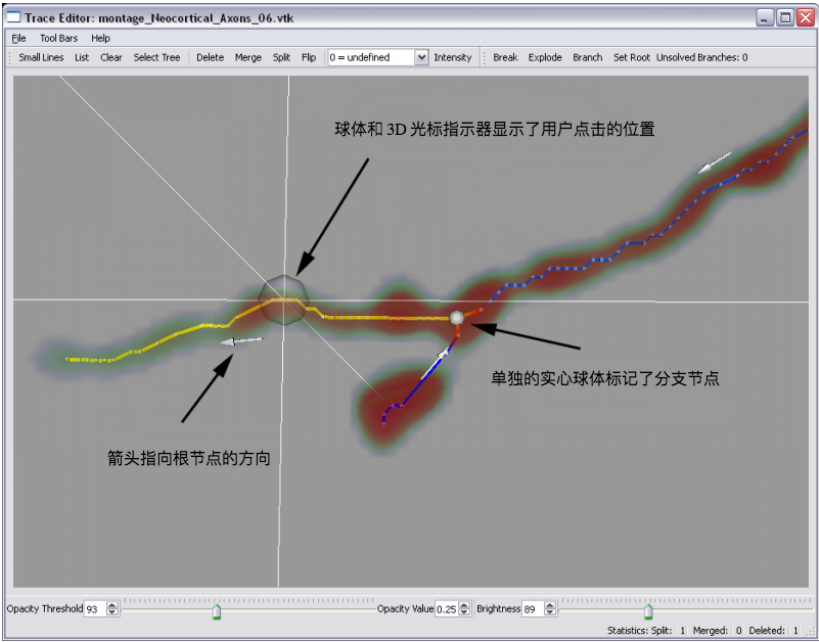 Trace Editor: montage_Neocortical_Axons_06.vtk
File Tool Bars Help
Small Lines List Clear Select Tree Delete Merge Split Flip 0 = undefined Intensity Break Explode Branch Set Root Unsolved Branches: 0
球体和 3D 光标指示器显示了用户点击的位置
单独的实心球体标记了分支节点
箭头指向根节点的方向
Opacity Threshold 93 Opacity Value 0.25 Brightness 89
Statistics: Split: 1 Merged: 0 Deleted: 1